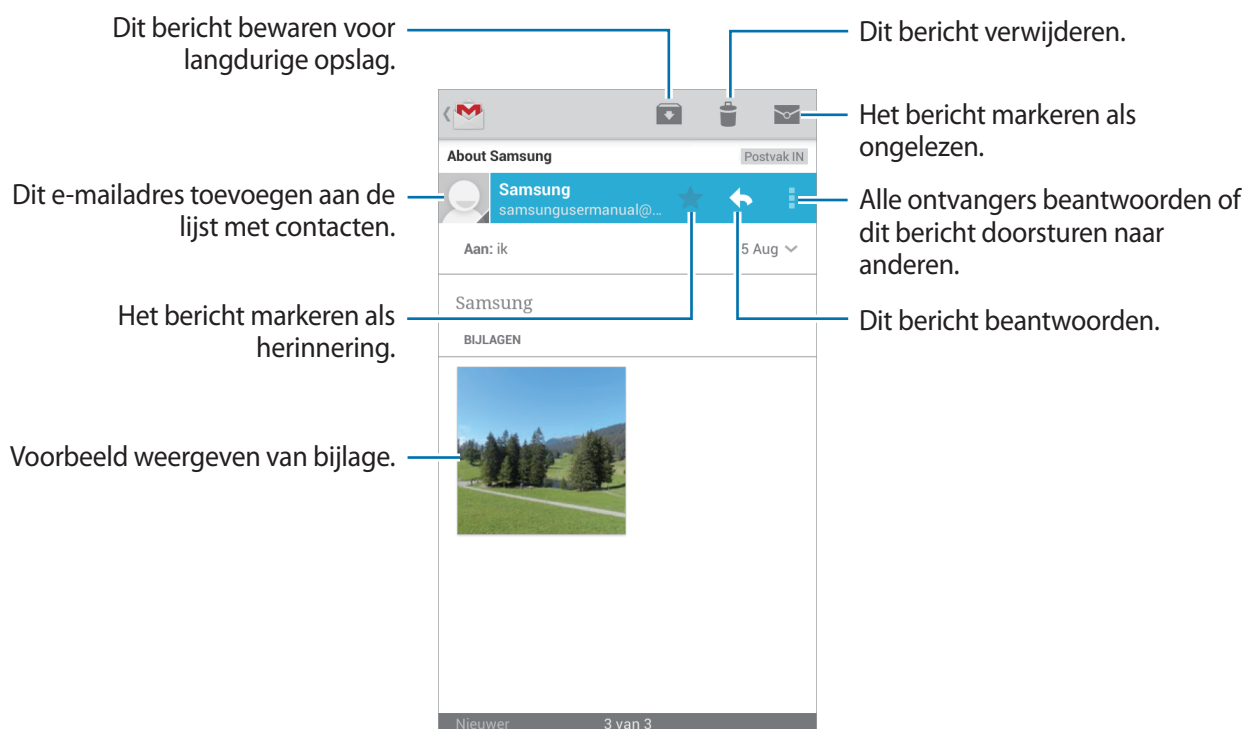 Dit bericht bewaren voor
langdurige opslag.
Dit bericht verwijderen.
Het bericht markeren als
ongelezen.
About Samsung
Postvak IN
Dit e-mailadres toevoegen aan de
lijst met contacten.
Samsung
samsungusermanual@...
Alle ontvangers beantwoorden of
dit bericht doorsturen naar
anderen.
Aan: ik
5 Aug
Samsung
Het bericht markeren als
herinnering.
Dit bericht beantwoorden.
BIJLAGEN
Voorbeeld weergeven van bijlage.
Nieuwer
3 van 3